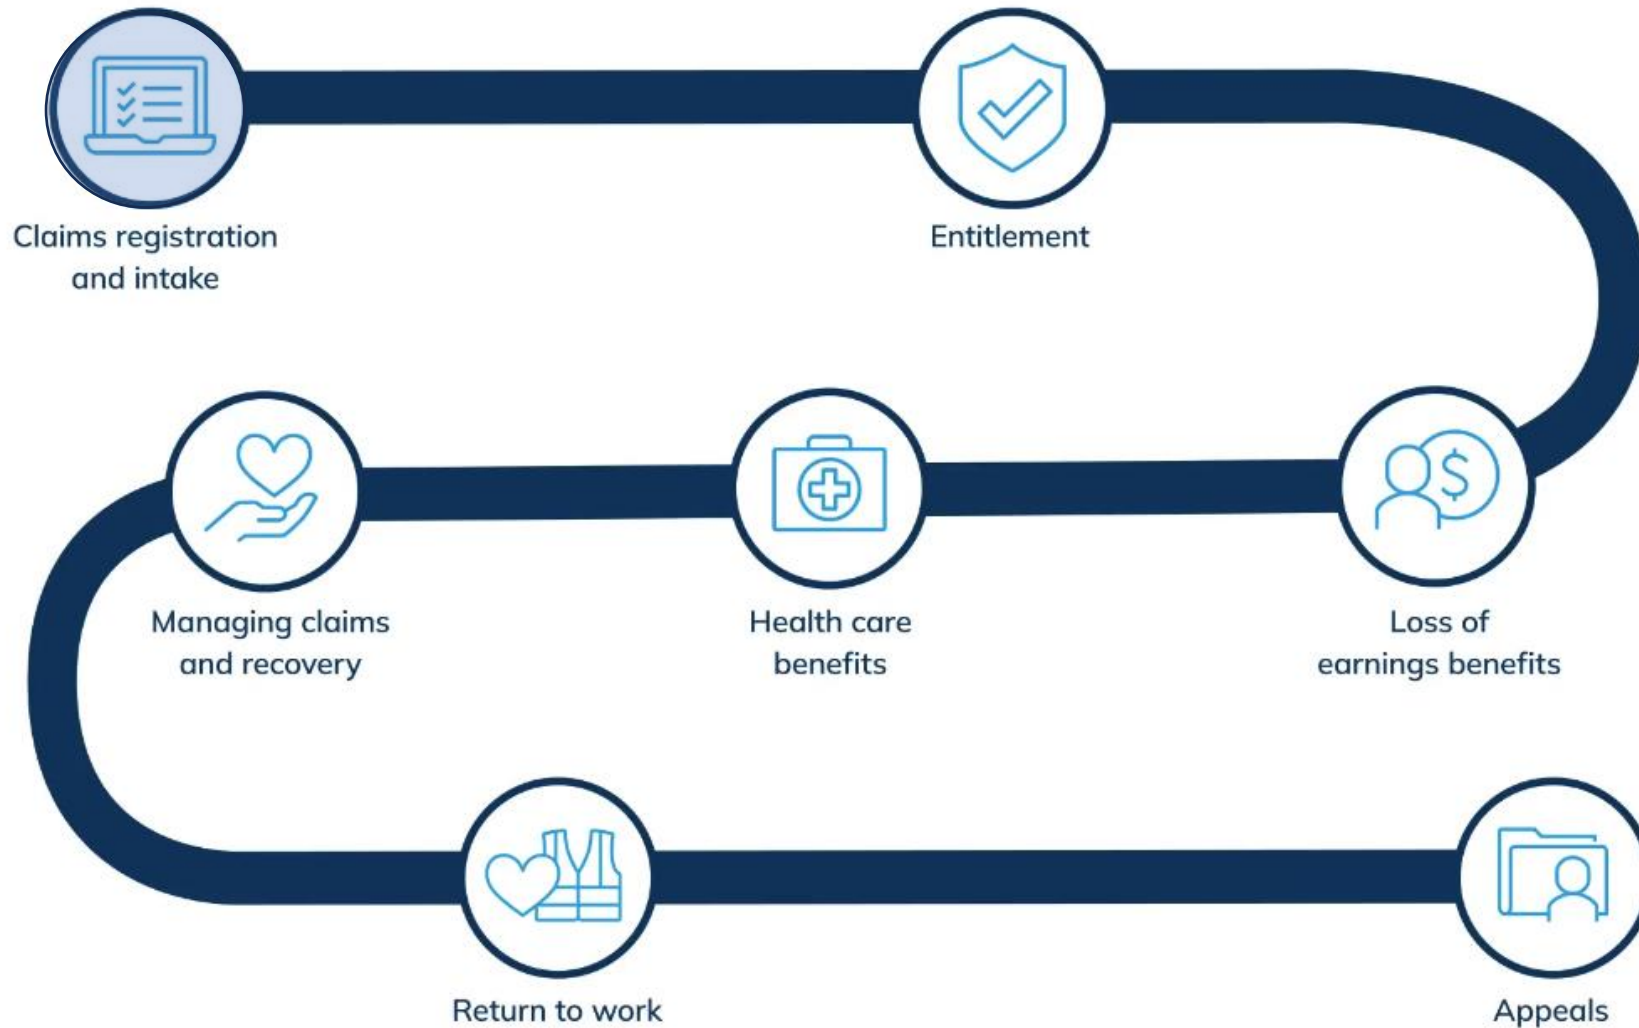 Claims registration
and intake
Entitlement
Managing claims
and recovery
Health care
benefits
$
Loss of
earnings benefits
Return to work
Appeals